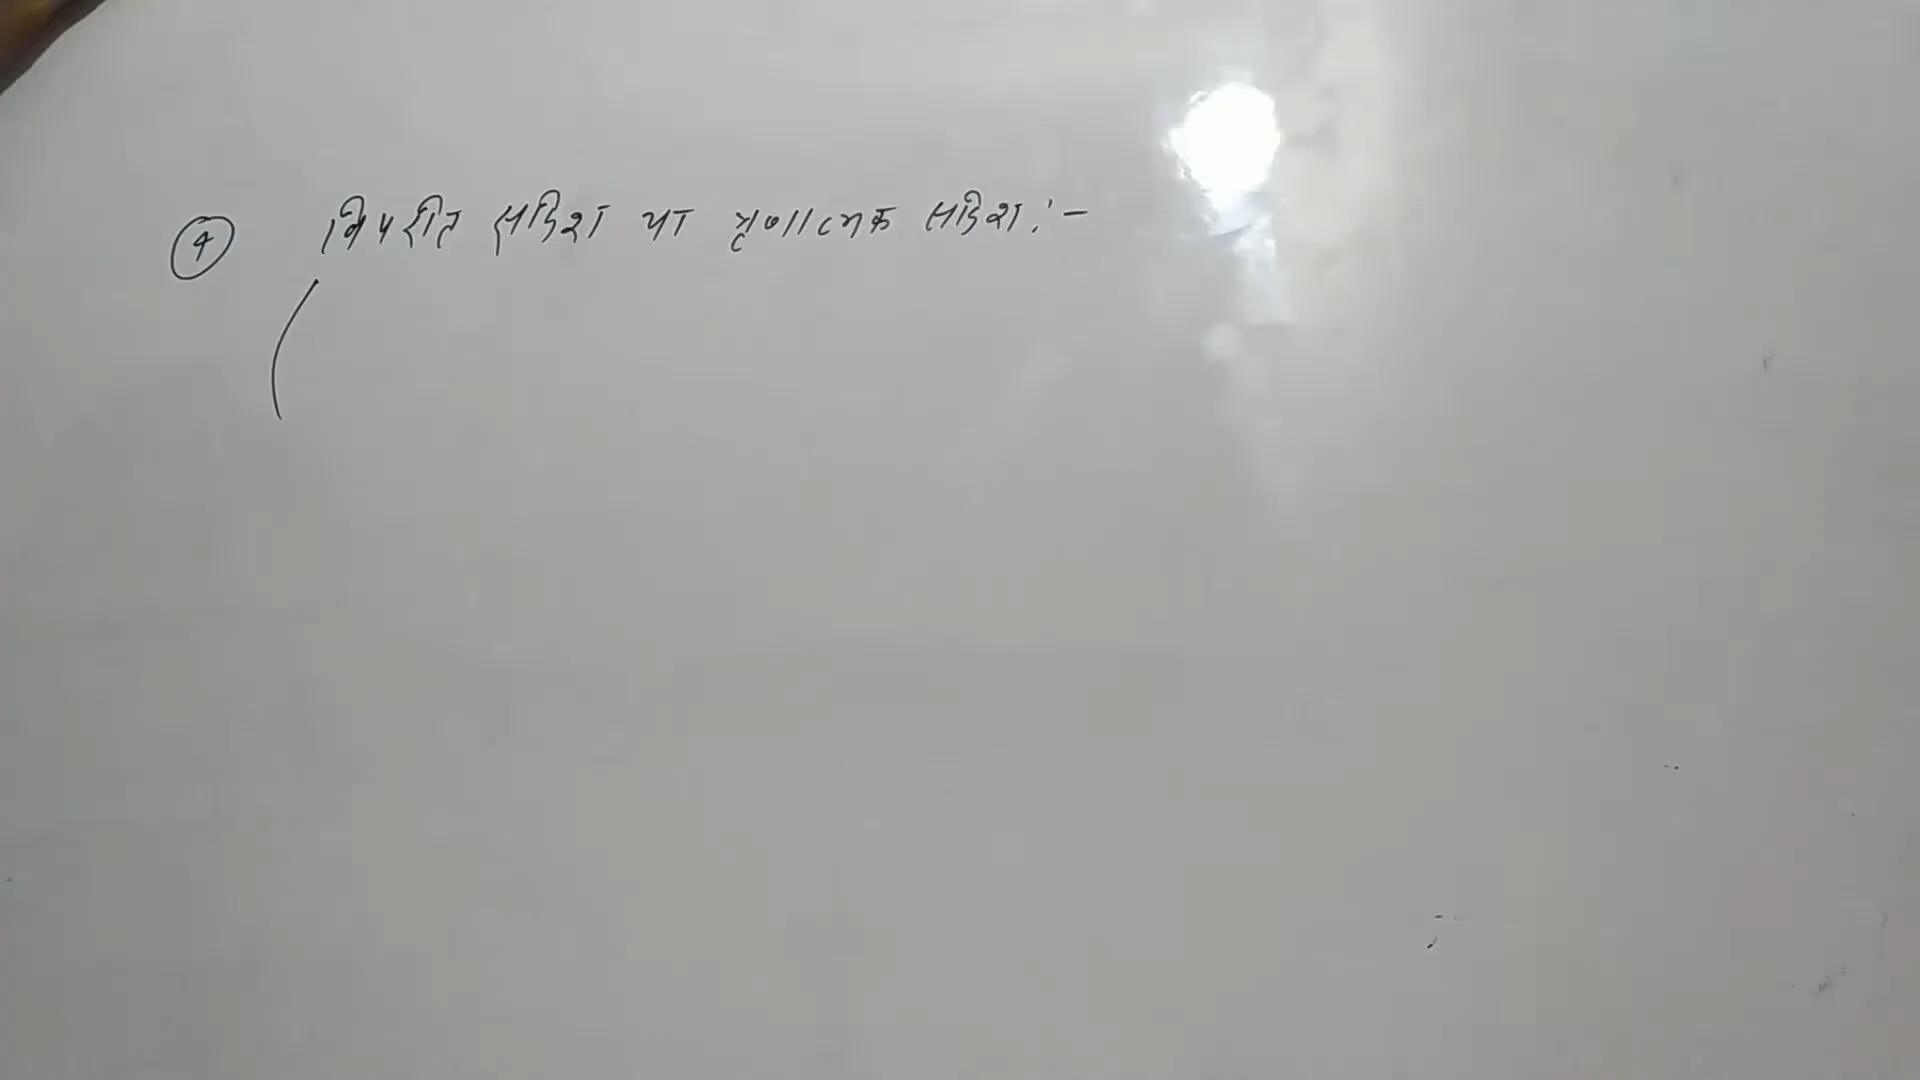 ④ विपरीत सदिश या ऋणात्मक सदिश :-
(